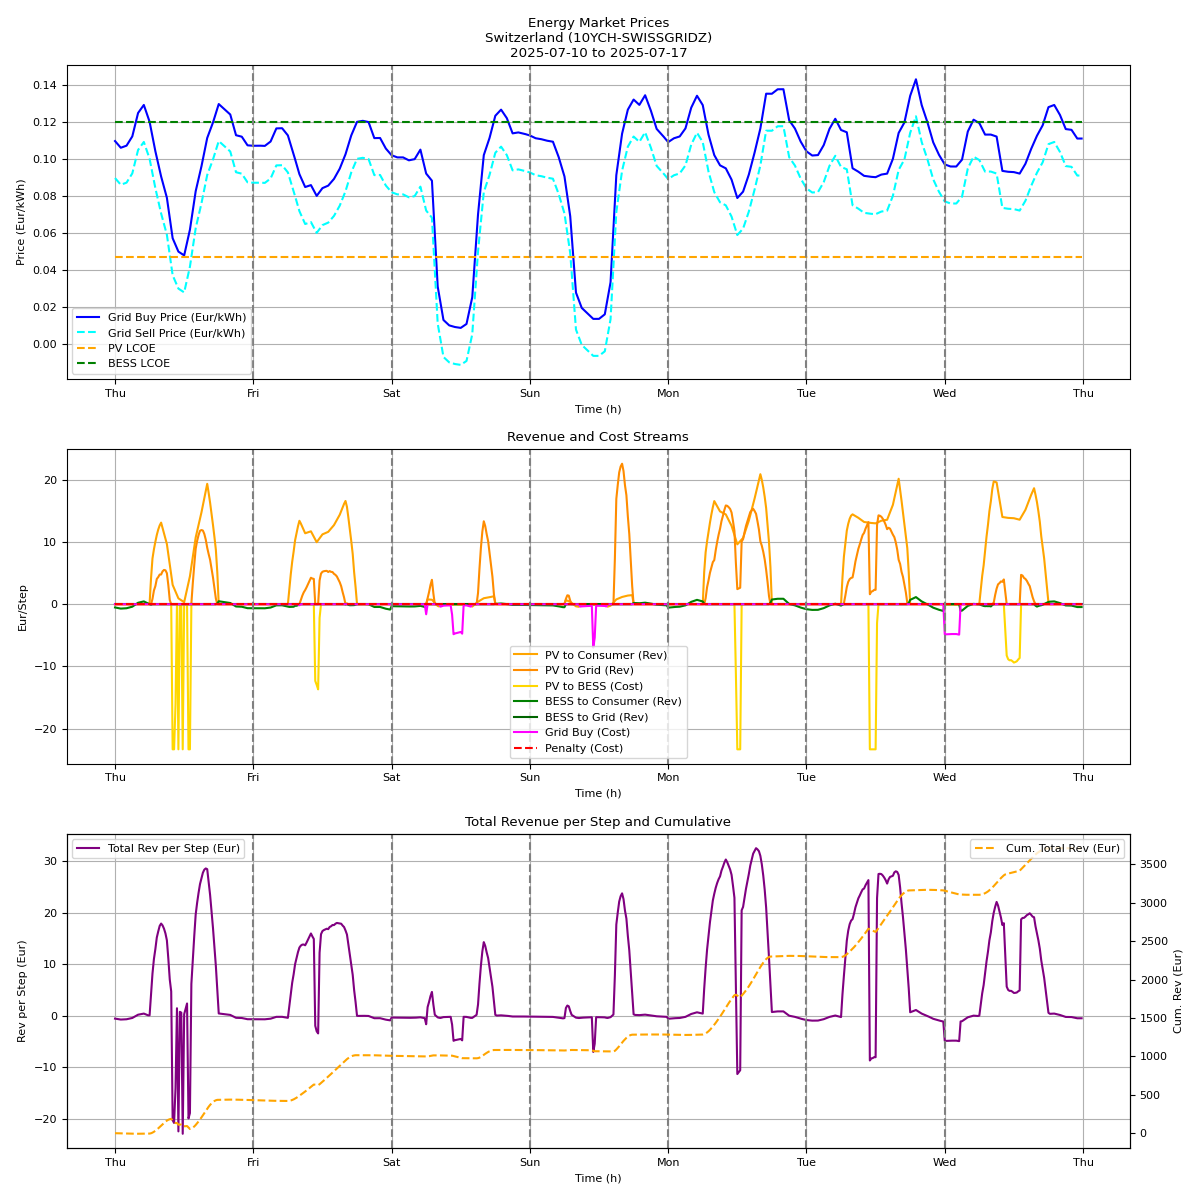 Energy Market Prices
Switzerland (10YCH-SWISSGRIDZ)
2025-07-10 to 2025-07-17
Price (Eur/kWh)
0.14
0.12
0.10
0.08
0.06
0.04
0.02
0.00
Grid Buy Price (Eur/kWh)
Grid Sell Price (Eur/kWh)
PV LCOE
BESS LCOE
Thu Fri Sat Sun Mon Tue Wed Thu
Time (h)
Revenue and Cost Streams
Eur/Step
20
10
0
−10
−20
PV to Consumer (Rev)
PV to Grid (Rev)
PV to BESS (Cost)
BESS to Consumer (Rev)
BESS to Grid (Rev)
Grid Buy (Cost)
Penalty (Cost)
Thu Fri Sat Sun Mon Tue Wed Thu
Time (h)
Total Revenue per Step and Cumulative
Total Rev per Step (Eur)
Cum. Total Rev (Eur)
Rev per Step (Eur)
30
20
10
0
−10
−20
3500
3000
2500
2000
1500
1000
500
0
Cum. Rev (Eur)
Thu Fri Sat Sun Mon Tue Wed Thu
Time (h)